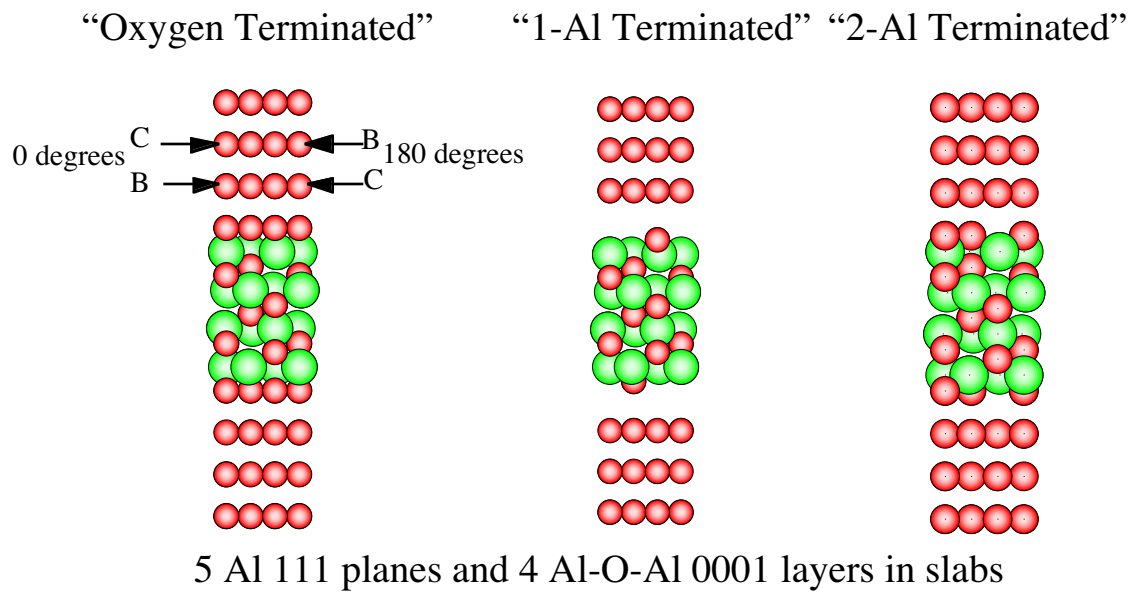 “Oxygen Terminated” “1-Al Terminated” “2-Al Terminated”
C B
0 degrees 180 degrees
B C
5 Al 111 planes and 4 Al-O-Al 0001 layers in slabs